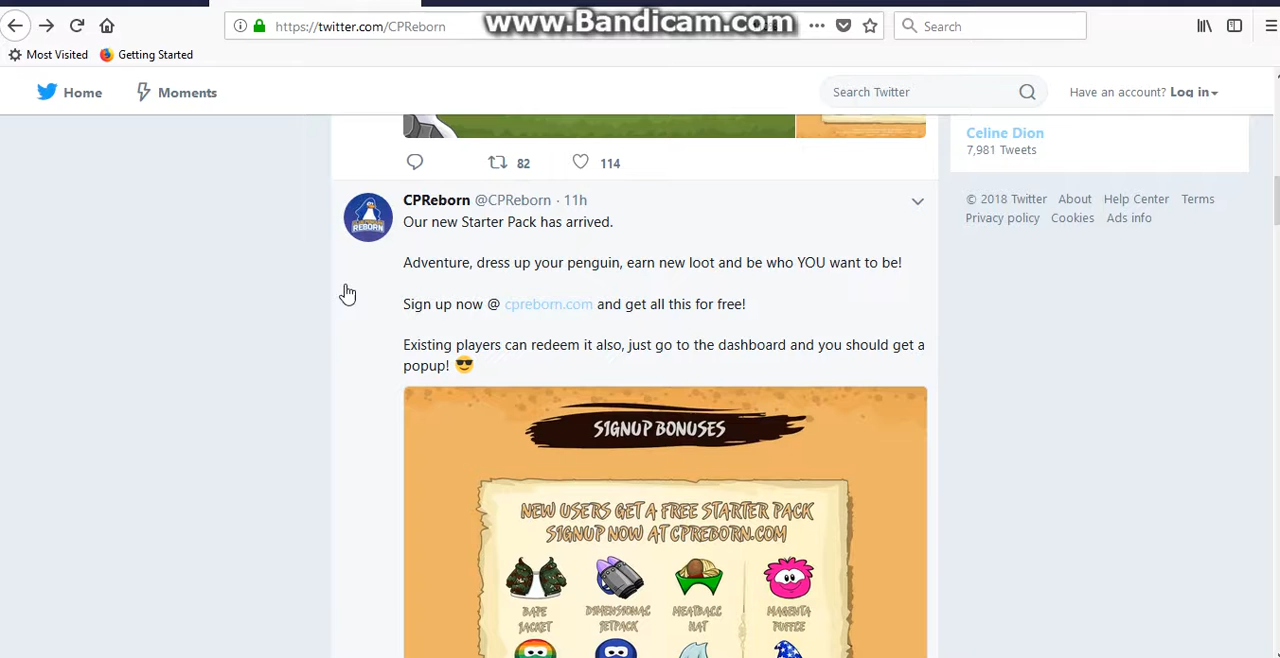 www.Bandicam.com
https://twitter.com/CPReborn
Search
Most Visited
Getting Started
Home
Moments
Search Twitter
Have an account? Log in
Celine Dion
7,981 Tweets
82
114
© 2018 Twitter About Help Center Terms
Privacy policy Cookies Ads info
CPReborn @CPReborn · 11h
Our new Starter Pack has arrived.
Adventure, dress up your penguin, earn new loot and be who YOU want to be!
Sign up now @ cpreborn.com and get all this for free!
Existing players can redeem it also, just go to the dashboard and you should get a
popup! 😎
REBORN
SIGNUP BONUSES
NEW USERS GET A FREE STARTER PACK
SIGNUP NOW AT CPREBORN.COM
BAPE
JACKET
DIMENSIONAL
JETPACK
MEATBALL
HAT
MAGENTA
PUFFLE